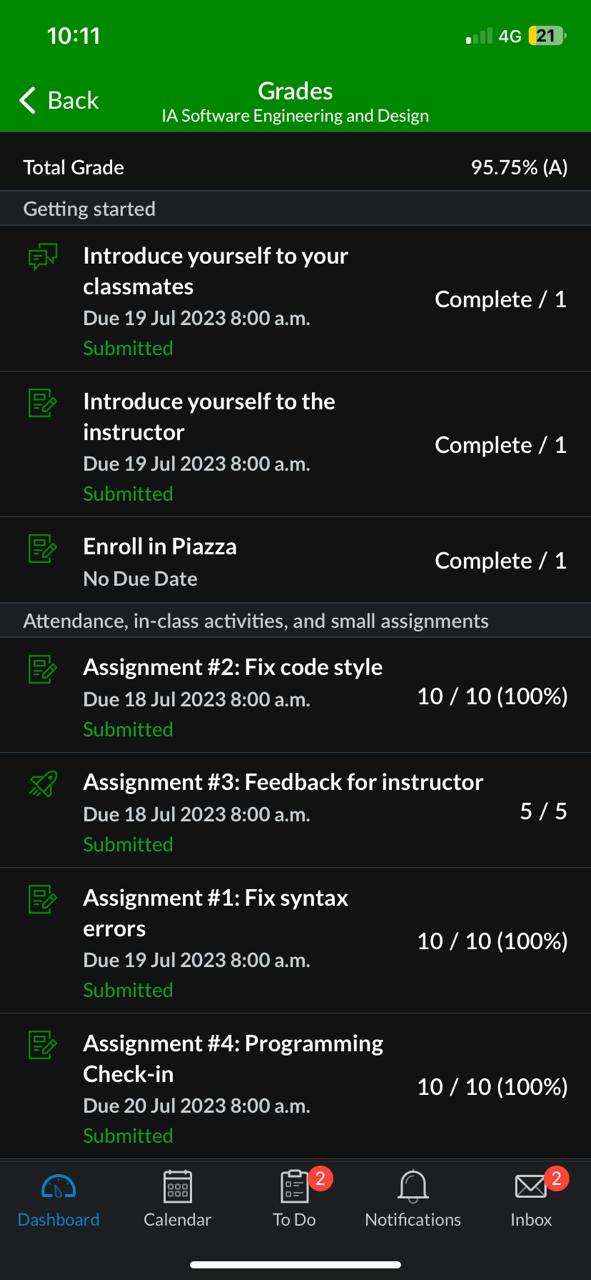 10:11
4G 21
Back
Grades
IA Software Engineering and Design
Total Grade 95.75% (A)
Getting started
Introduce yourself to your
classmates
Complete / 1
Due 19 Jul 2023 8:00 a.m.
Submitted
Introduce yourself to the
instructor
Complete / 1
Due 19 Jul 2023 8:00 a.m.
Submitted
Enroll in Piazza
Complete / 1
No Due Date
Attendance, in-class activities, and small assignments
Assignment #2: Fix code style
Due 18 Jul 2023 8:00 a.m.
10 / 10 (100%)
Submitted
Assignment #3: Feedback for instructor
Due 18 Jul 2023 8:00 a.m.
5 / 5
Submitted
Assignment #1: Fix syntax
errors
10 / 10 (100%)
Due 19 Jul 2023 8:00 a.m.
Submitted
Assignment #4: Programming
Check-in
10 / 10 (100%)
Due 20 Jul 2023 8:00 a.m.
Submitted
2 2
Dashboard Calendar To Do Notifications Inbox